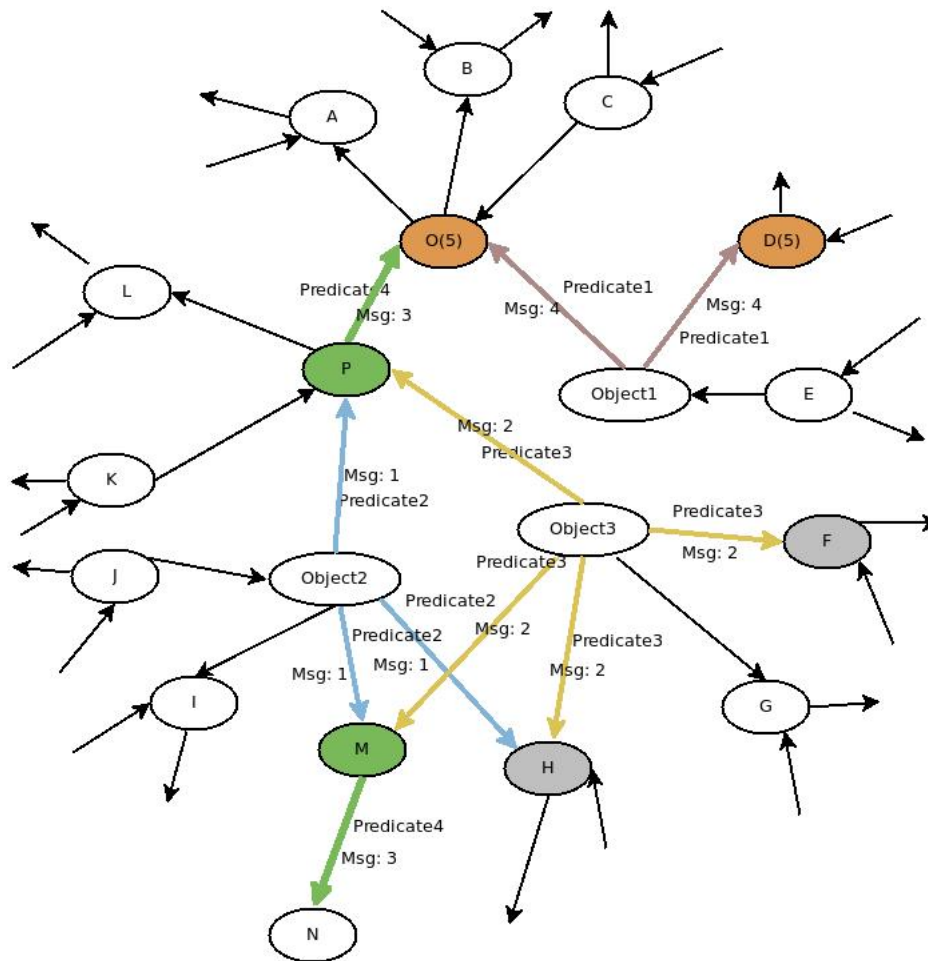 B
C
A
O(5)
D(5)
Predicate1
L
Predicate4
Msg: 4
Msg: 4
Msg: 3
Predicate1
P
Object1
E
Msg: 2
Predicate3
Msg: 1
K
Predicate2
Predicate3
Object3
F
Msg: 2
Predicate3
J
Object2
Predicate2
Msg: 2
Predicate2
Predicate3
Msg: 1
Msg: 1
Msg: 2
I
G
M
H
Predicate4
Msg: 3
N